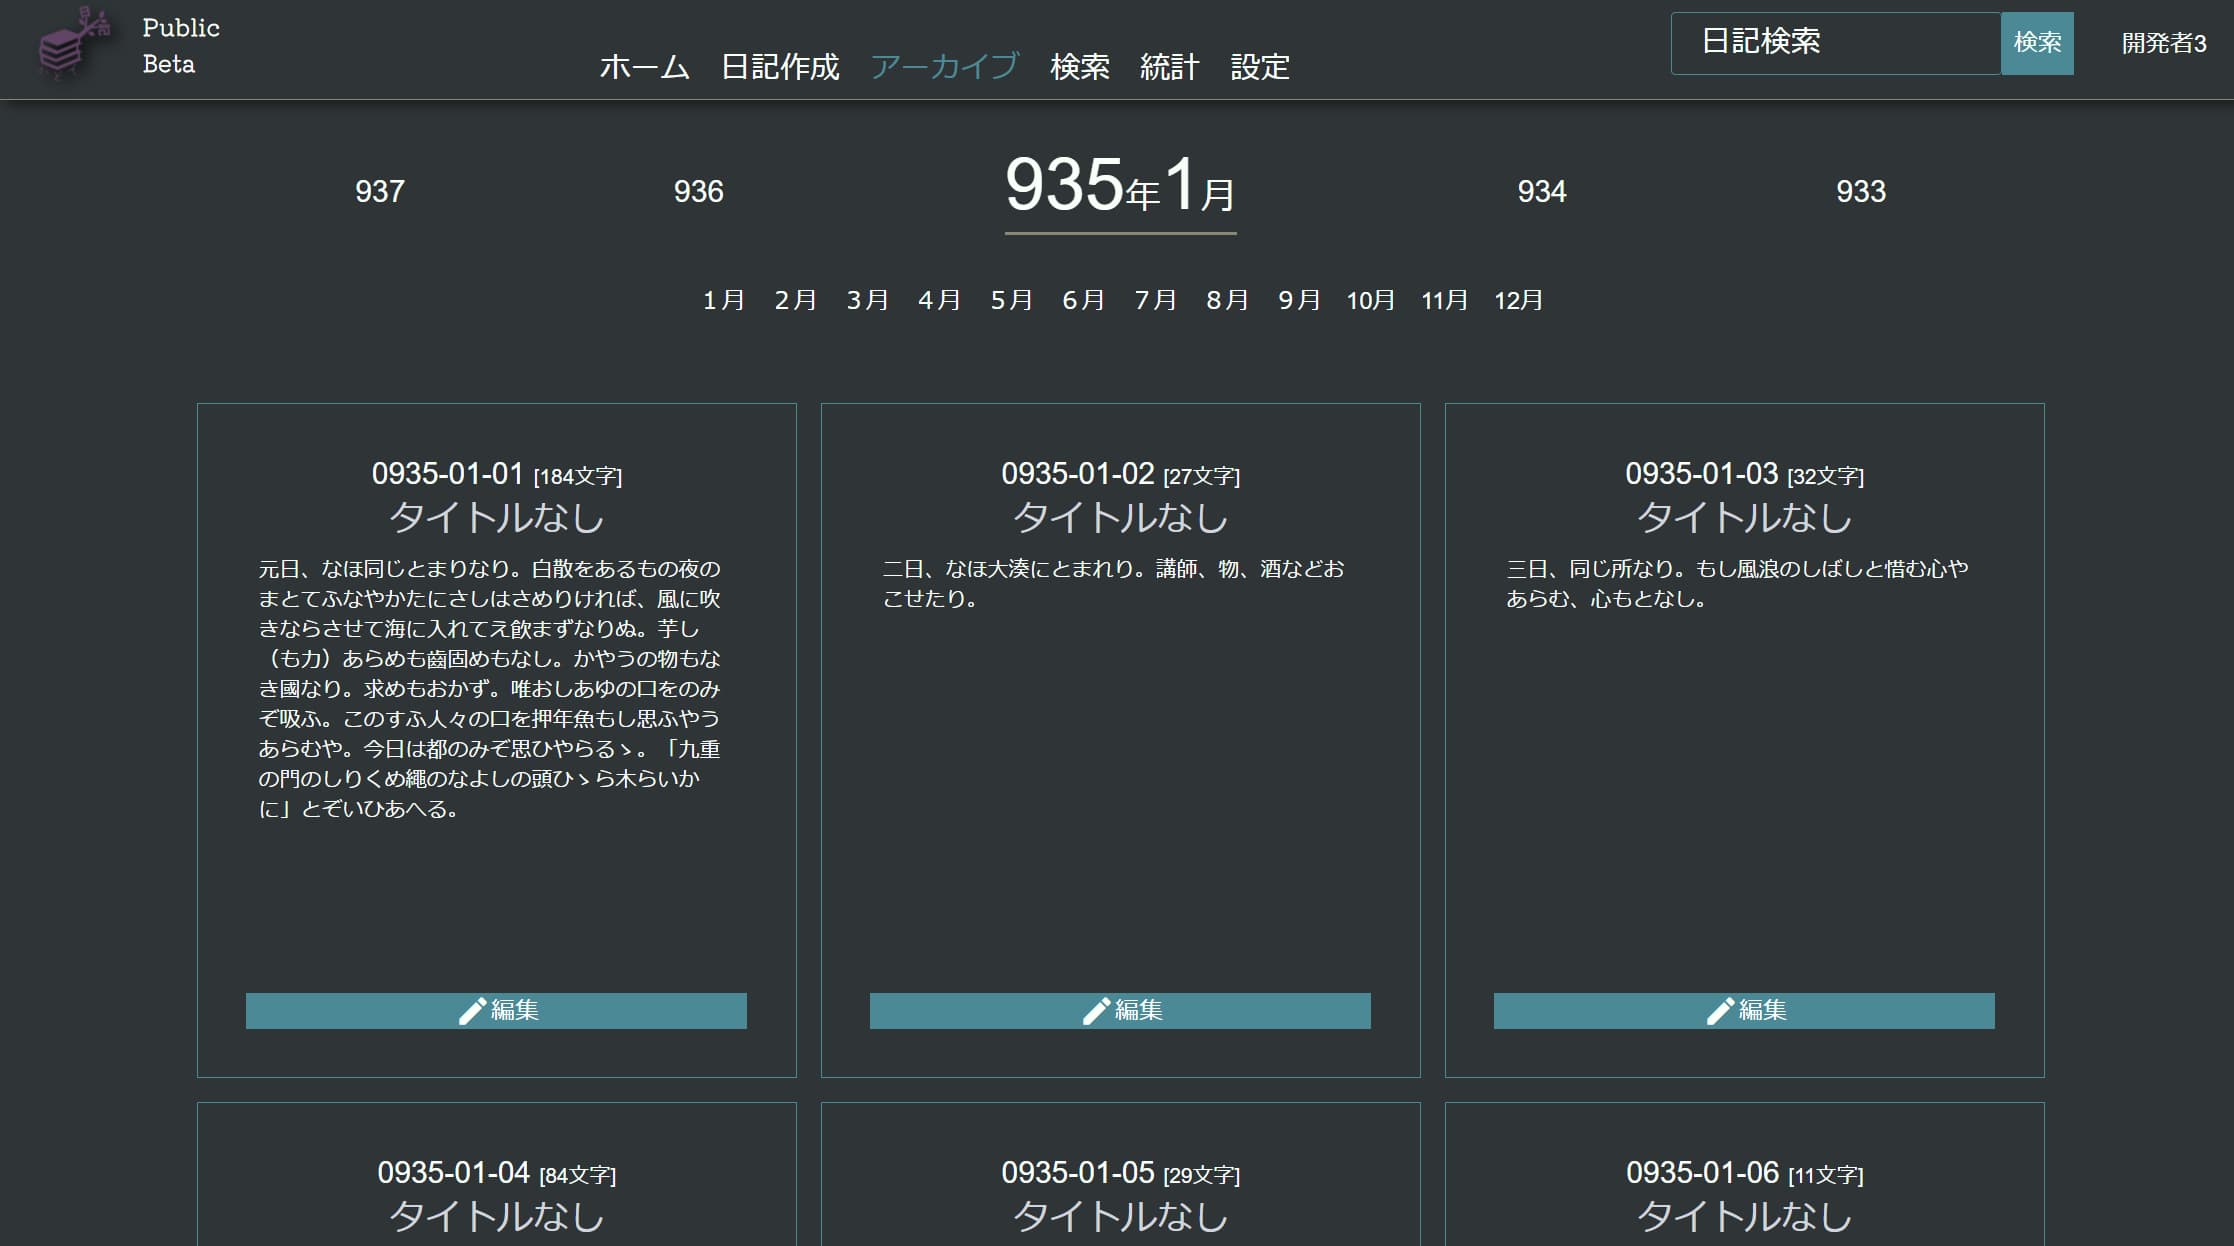 Public
Beta
ホーム 日記作成 アーカイブ 検索 統計 設定
日記検索 検索 開発者3
937 936 935年1月 934 933
1月 2月 3月 4月 5月 6月 7月 8月 9月 10月 11月 12月
0935-01-01 [184文字]
タイトルなし
元日、なほ同じとまりなり。白散をあるもの夜の
まとてふなやかたにさしはさめりければ、風に吹
きならさせて海に入れてえ飮まずなりぬ。芋し
（も力）あらめも齒固めもなし。かやうの物もな
き國なり。求めもおかず。唯おしあゆの口をのみ
ぞ吸ふ。このすふ人々の口を押年魚もし思ふやう
あらむや。今日は都のみぞ思ひやらるゝ。「九重
の門のしりくめ繩のなよしの頭ひゝら木らいか
に」とぞいひあへる。
編集
0935-01-02 [27文字]
タイトルなし
二日、なほ大湊にとまれり。講師、物、酒などお
こせたり。
編集
0935-01-03 [32文字]
タイトルなし
三日、同じ所なり。もし風浪のしばしと惜む心や
あらむ、心もとなし。
編集
0935-01-04 [84文字]
タイトルなし
0935-01-05 [29文字]
タイトルなし
0935-01-06 [11文字]
タイトルなし